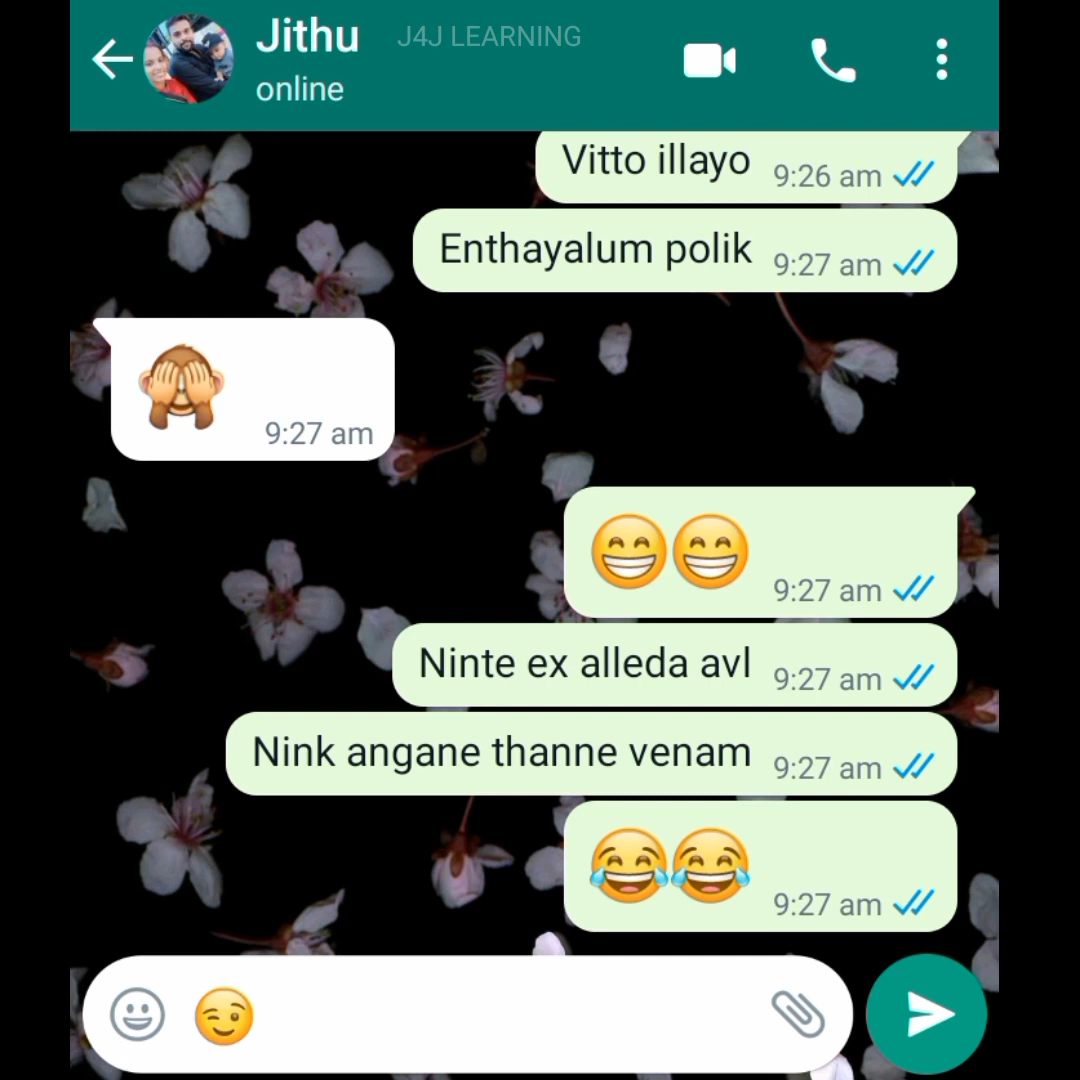 Jithu J4J LEARNING
online
Vitto illayo 9:26 am
Enthayalum polik 9:27 am
🙈 9:27 am
😁😁 9:27 am
Ninte ex alleda avl 9:27 am
Nink angane thanne venam 9:27 am
😂😂 9:27 am
😉